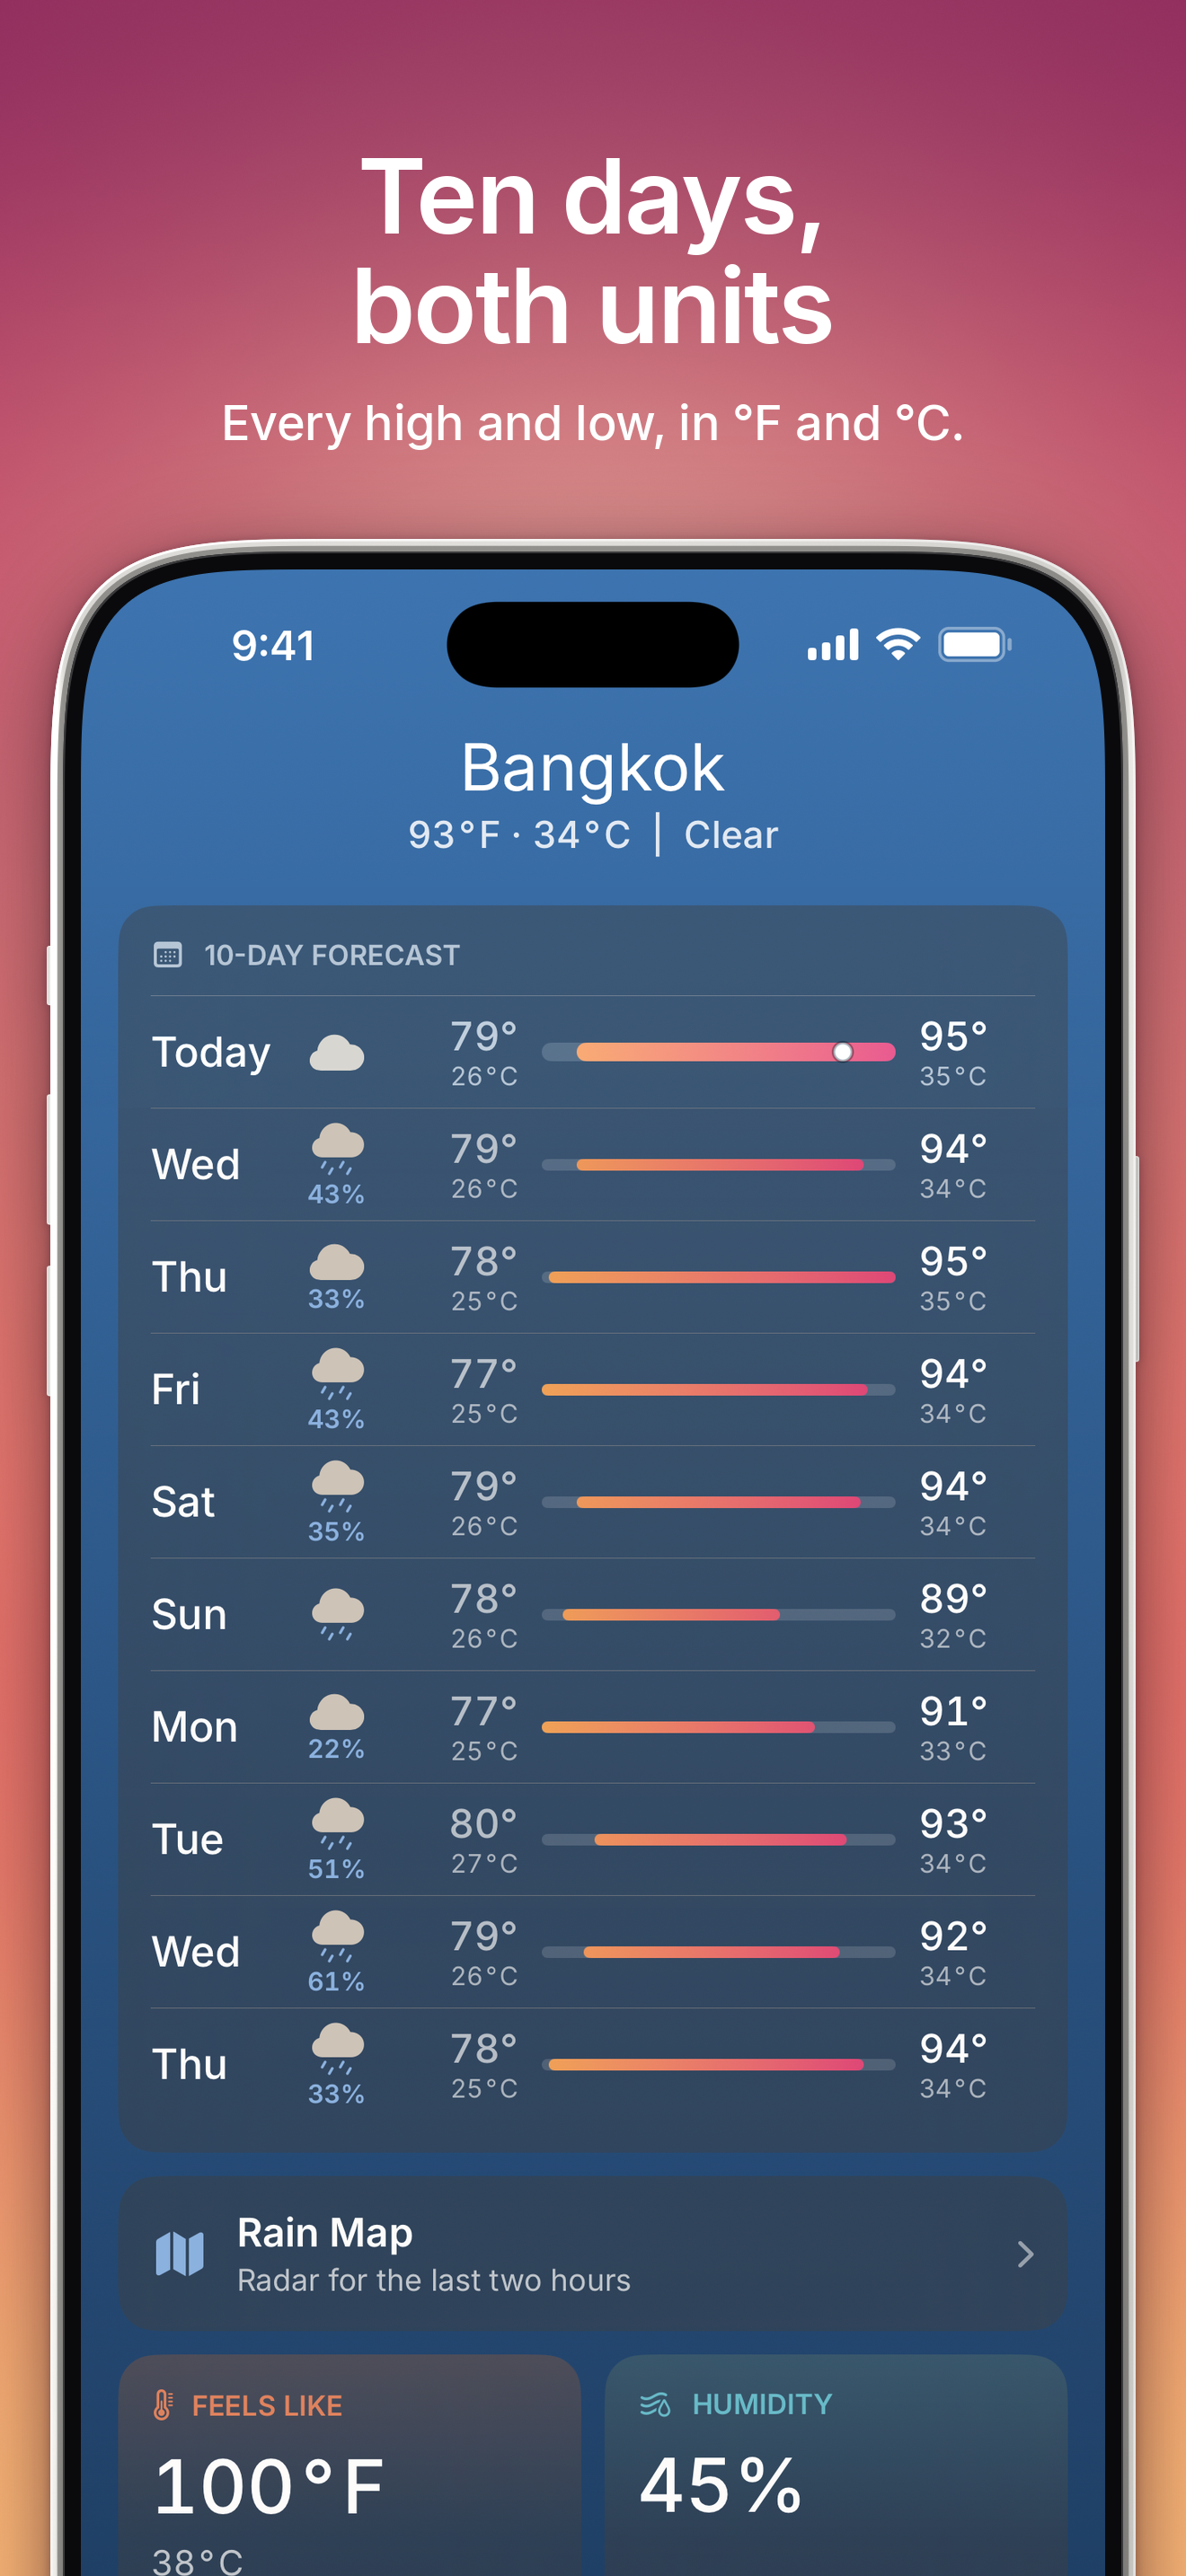 Ten days,
both units
Every high and low, in °F and °C.
9:41
Bangkok
93°F · 34°C | Clear
10-DAY FORECAST
Today 79° 95°
26°C 35°C
Wed 79° 94°
43% 26°C 34°C
Thu 78° 95°
33% 25°C 35°C
Fri 77° 94°
43% 25°C 34°C
Sat 79° 94°
35% 26°C 34°C
Sun 78° 89°
26°C 32°C
Mon 77° 91°
22% 25°C 33°C
Tue 80° 93°
51% 27°C 34°C
Wed 79° 92°
61% 26°C 34°C
Thu 78° 94°
33% 25°C 34°C
Rain Map
Radar for the last two hours
FEELS LIKE
100°F
38°C
HUMIDITY
45%